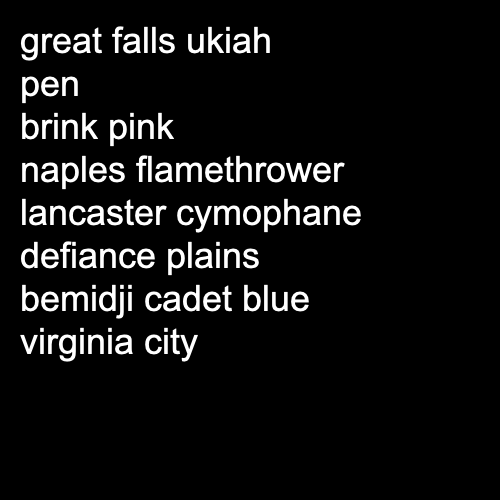 great falls ukiah
pen
brink pink
naples flamethrower
lancaster cymophane
defiance plains
bemidji cadet blue
virginia city